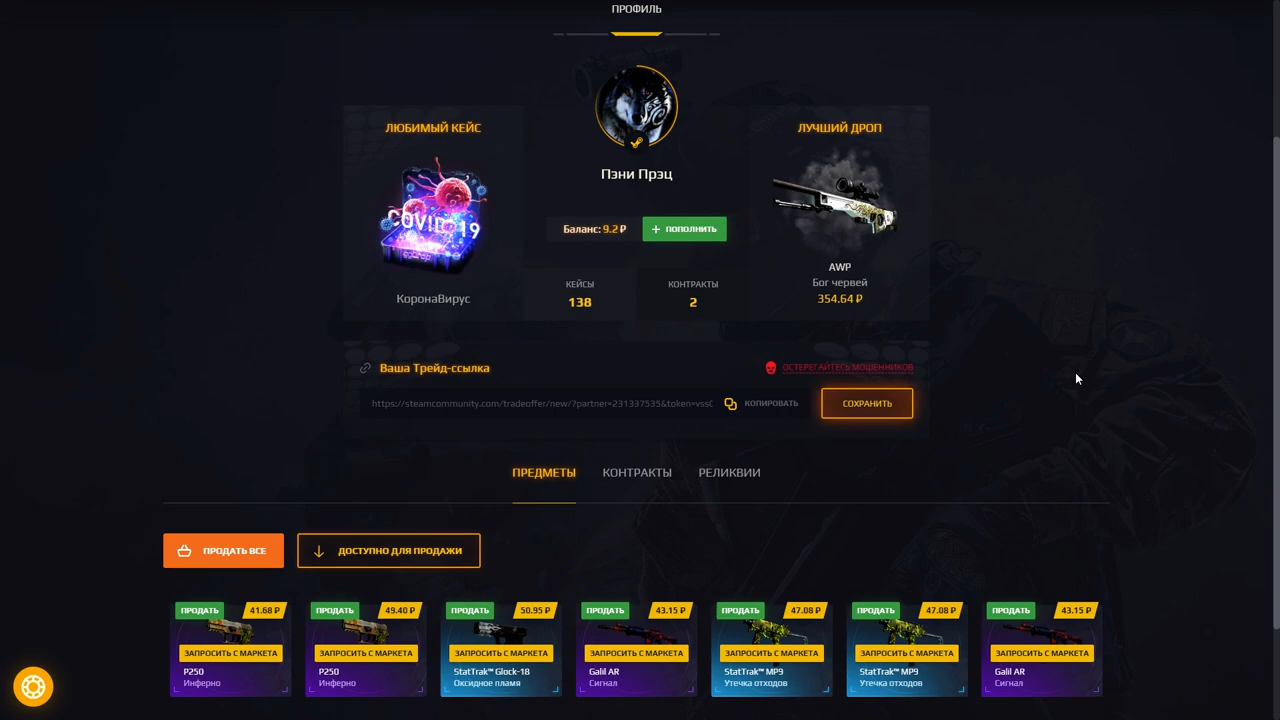 ПРОФИЛЬ
ЛЮБИМЫЙ КЕЙС
COVID-19
КоронаВирус
Пэни Прэц
Баланс: 9.2 ₽
ПОПОЛНИТЬ
КЕЙСЫ
138
КОНТРАКТЫ
2
ЛУЧШИЙ ДРОП
AWP
Бог червей
354.64 ₽
Ваша Трейд-ссылка
ОСТЕРЕГАЙТЕСЬ МОШЕННИКОВ
https://steamcommunity.com/tradeoffer/new/?partner=231337535&token=vssC
КОПИРОВАТЬ
СОХРАНИТЬ
ПРЕДМЕТЫ КОНТРАКТЫ РЕЛИКВИИ
ПРОДАТЬ ВСЕ
ДОСТУПНО ДЛЯ ПРОДАЖИ
ПРОДАТЬ 41.68 ₽
ЗАПРОСИТЬ С МАРКЕТА
P250
Инферно
ПРОДАТЬ 49.40 ₽
ЗАПРОСИТЬ С МАРКЕТА
P250
Инферно
ПРОДАТЬ 50.95 ₽
ЗАПРОСИТЬ С МАРКЕТА
StatTrak™ Glock-18
Оксидное пламя
ПРОДАТЬ 43.15 ₽
ЗАПРОСИТЬ С МАРКЕТА
Galil AR
Сигнал
ПРОДАТЬ 47.08 ₽
ЗАПРОСИТЬ С МАРКЕТА
StatTrak™ MP9
Утечка отходов
ПРОДАТЬ 47.08 ₽
ЗАПРОСИТЬ С МАРКЕТА
StatTrak™ MP9
Утечка отходов
ПРОДАТЬ 43.15 ₽
ЗАПРОСИТЬ С МАРКЕТА
Galil AR
Сигнал